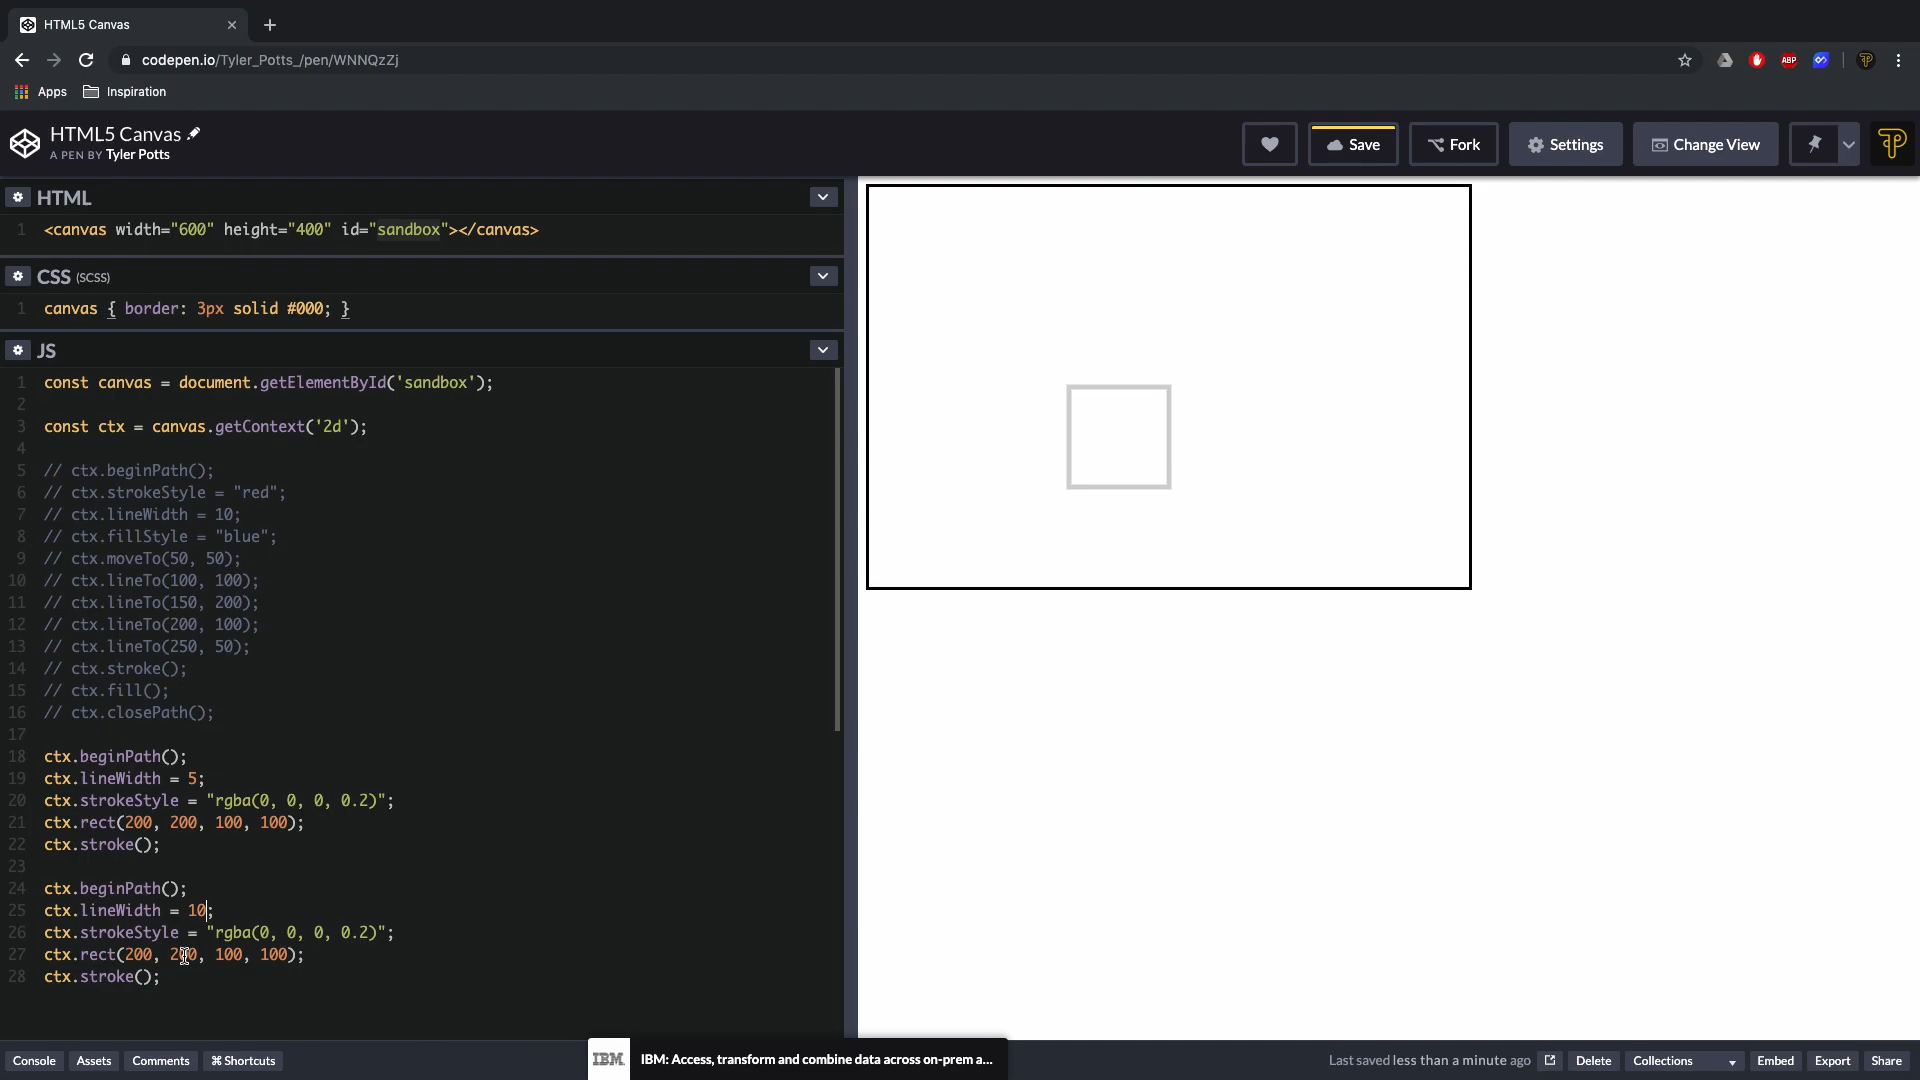 HTML5 Canvas
codepen.io/Tyler_Potts_/pen/WNNQzZj
ABP
Apps
Inspiration
HTML5 Canvas
A PEN BY Tyler Potts
Save
Fork
Settings
Change View
HTML
1 <canvas width="600" height="400" id="sandbox"></canvas>
CSS (SCSS)
1 canvas { border: 3px solid #000; }
JS
1 const canvas = document.getElementById('sandbox');
2
3 const ctx = canvas.getContext('2d');
4
5 // ctx.beginPath();
6 // ctx.strokeStyle = "red";
7 // ctx.lineWidth = 10;
8 // ctx.fillStyle = "blue";
9 // ctx.moveTo(50, 50);
10 // ctx.lineTo(100, 100);
11 // ctx.lineTo(150, 200);
12 // ctx.lineTo(200, 100);
13 // ctx.lineTo(250, 50);
14 // ctx.stroke();
15 // ctx.fill();
16 // ctx.closePath();
17
18 ctx.beginPath();
19 ctx.lineWidth = 5;
20 ctx.strokeStyle = "rgba(0, 0, 0, 0.2)";
21 ctx.rect(200, 200, 100, 100);
22 ctx.stroke();
23
24 ctx.beginPath();
25 ctx.lineWidth = 10;
26 ctx.strokeStyle = "rgba(0, 0, 0, 0.2)";
27 ctx.rect(200, 200, 100, 100);
28 ctx.stroke();
Console
Assets
Comments
⌘ Shortcuts
IBM
IBM: Access, transform and combine data across on-prem a...
Last saved less than a minute ago
Delete
Collections
Embed
Export
Share